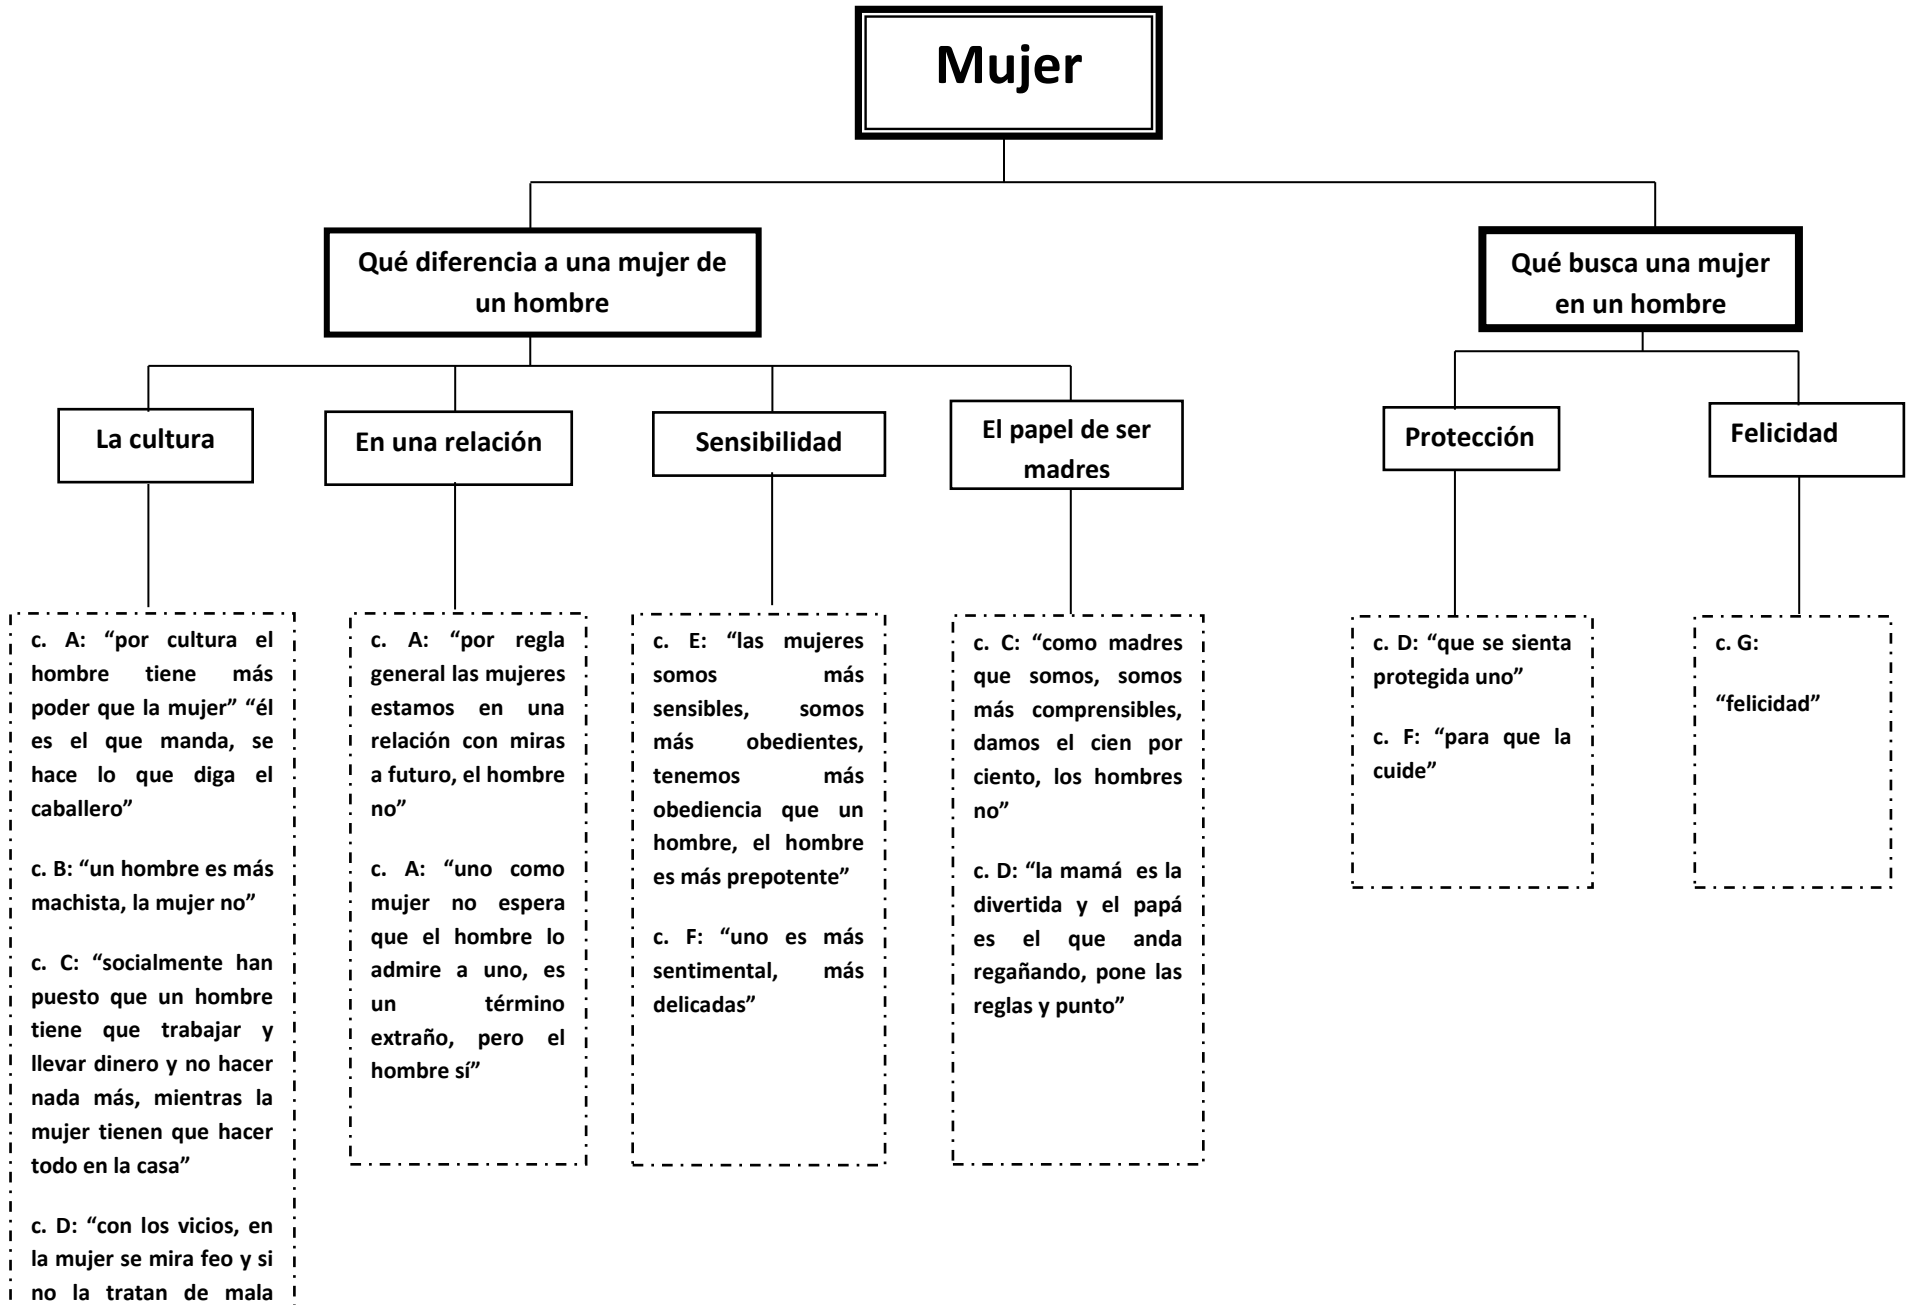 Mujer
Qué diferencia a una mujer de
un hombre
Qué busca una mujer
en un hombre
La cultura
En una relación
Sensibilidad
El papel de ser
madres
Protección
Felicidad
c. A: “por cultura el
hombre tiene más
poder que la mujer” “él
es el que manda, se
hace lo que diga el
caballero”
c. B: “un hombre es más
machista, la mujer no”
c. C: “socialmente han
puesto que un hombre
tiene que trabajar y
llevar dinero y no hacer
nada más, mientras la
mujer tienen que hacer
todo en la casa”
c. D: “con los vicios, en
la mujer se mira feo y si
no la tratan de mala
c. A: “por regla
general las mujeres
estamos en una
relación con miras
a futuro, el hombre
no”
c. A: “uno como
mujer no espera
que el hombre lo
admire a uno, es
un término
extraño, pero el
hombre sí”
c. E: “las mujeres
somos más
sensibles, somos
más obedientes,
tenemos más
obediencia que un
hombre, el hombre
es más prepotente”
c. F: “uno es más
sentimental, más
delicadas”
c. C: “como madres
que somos, somos
más comprensibles,
damos el cien por
ciento, los hombres
no”
c. D: “la mamá es la
divertida y el papá
es el que anda
regañando, pone las
reglas y punto”
c. D: “que se sienta
protegida uno”
c. F: “para que la
cuide”
c. G:
“felicidad”